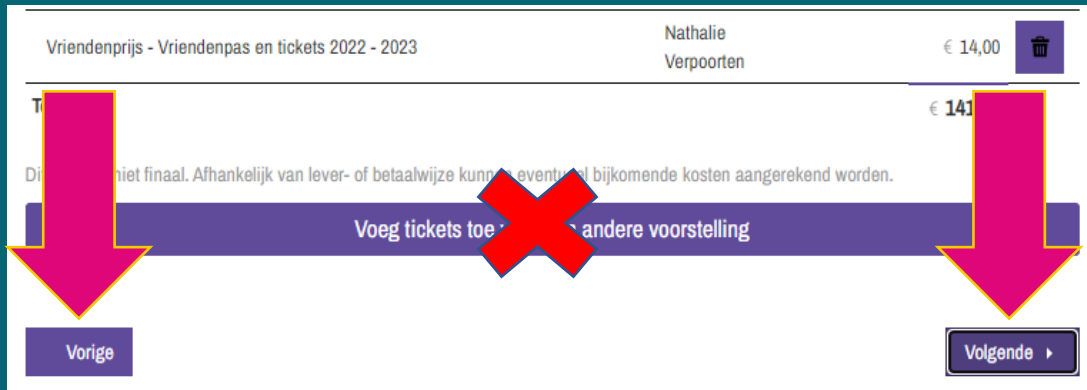 Vriendenprijs - Vriendenpas en tickets 2022 - 2023
Nathalie
Verpoorten
€ 14,00
€ 141
niet finaal. Afhankelijk van lever- of betaalwijze eventueel bijkomende kosten aangerekend worden.
Voeg tickets toe andere voorstelling
Vorige
Volgende